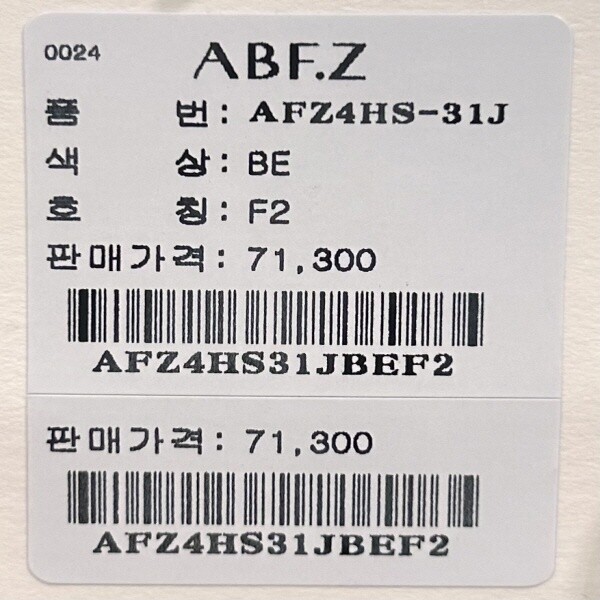 0024 ABF.Z
품 번: AFZ4HS-31J
색 상: BE
호 칭: F2
판매가격: 71,300
AFZ4HS31JBEF2
판매가격: 71,300
AFZ4HS31JBEF2